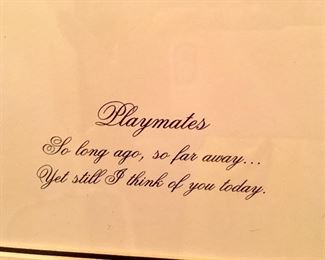 Playmates
So long ago, so far away...
Yet still I think of you today.